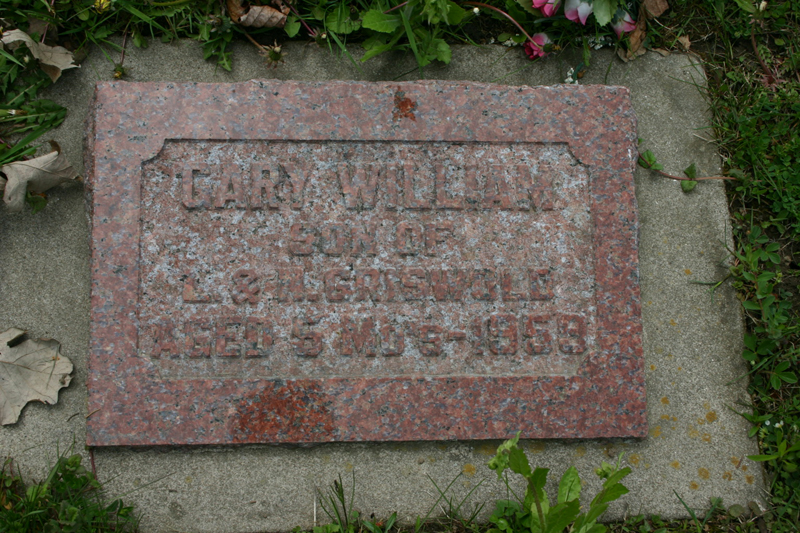 GARY WILLIAM
SON OF
L. & N. GRISWOLD
AGED 5 MO'S - 1959